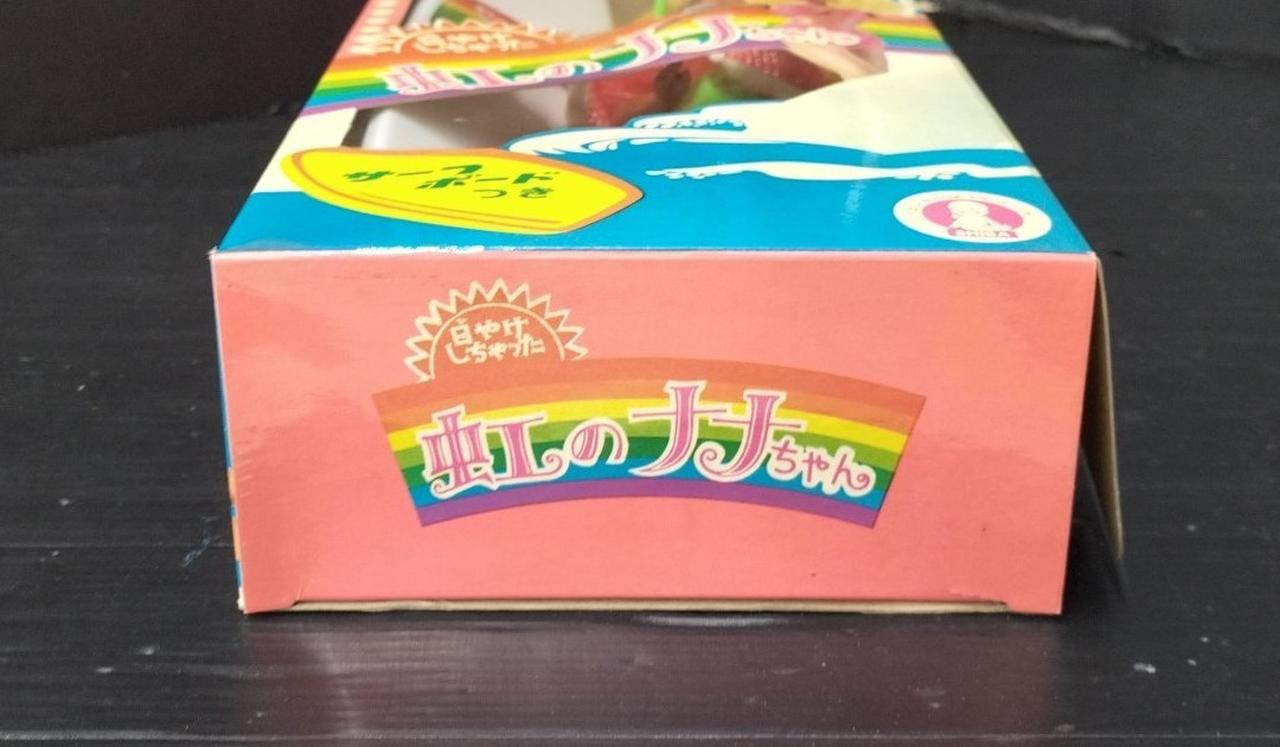 日やけ
しちゃった
虹のナナちゃん
サーフ
ボード
つき
SHIBA
日やけ
しちゃった
虹のナナちゃん